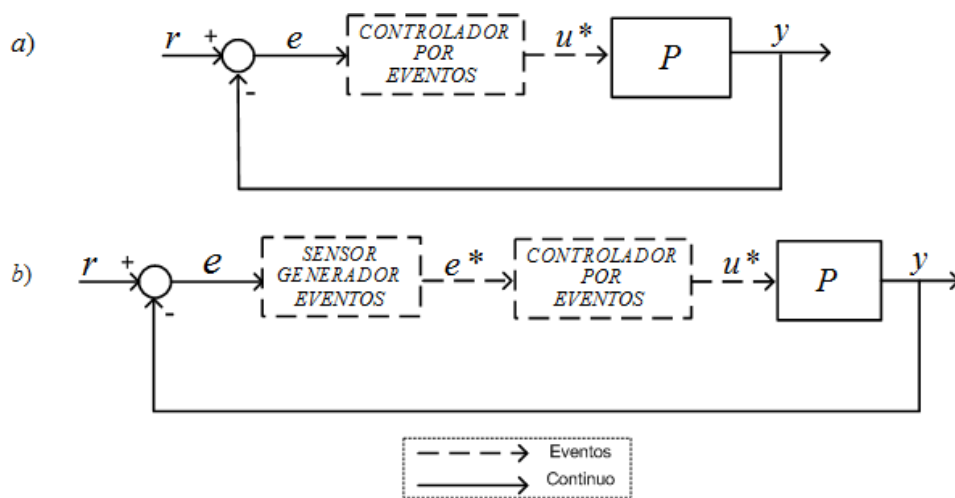 a)
r
+
-
e
CONTROLADOR
POR
EVENTOS
u*
P
y
b)
r
+
-
e
SENSOR
GENERADOR
EVENTOS
e*
CONTROLADOR
POR
EVENTOS
u*
P
y
Eventos
Continuo